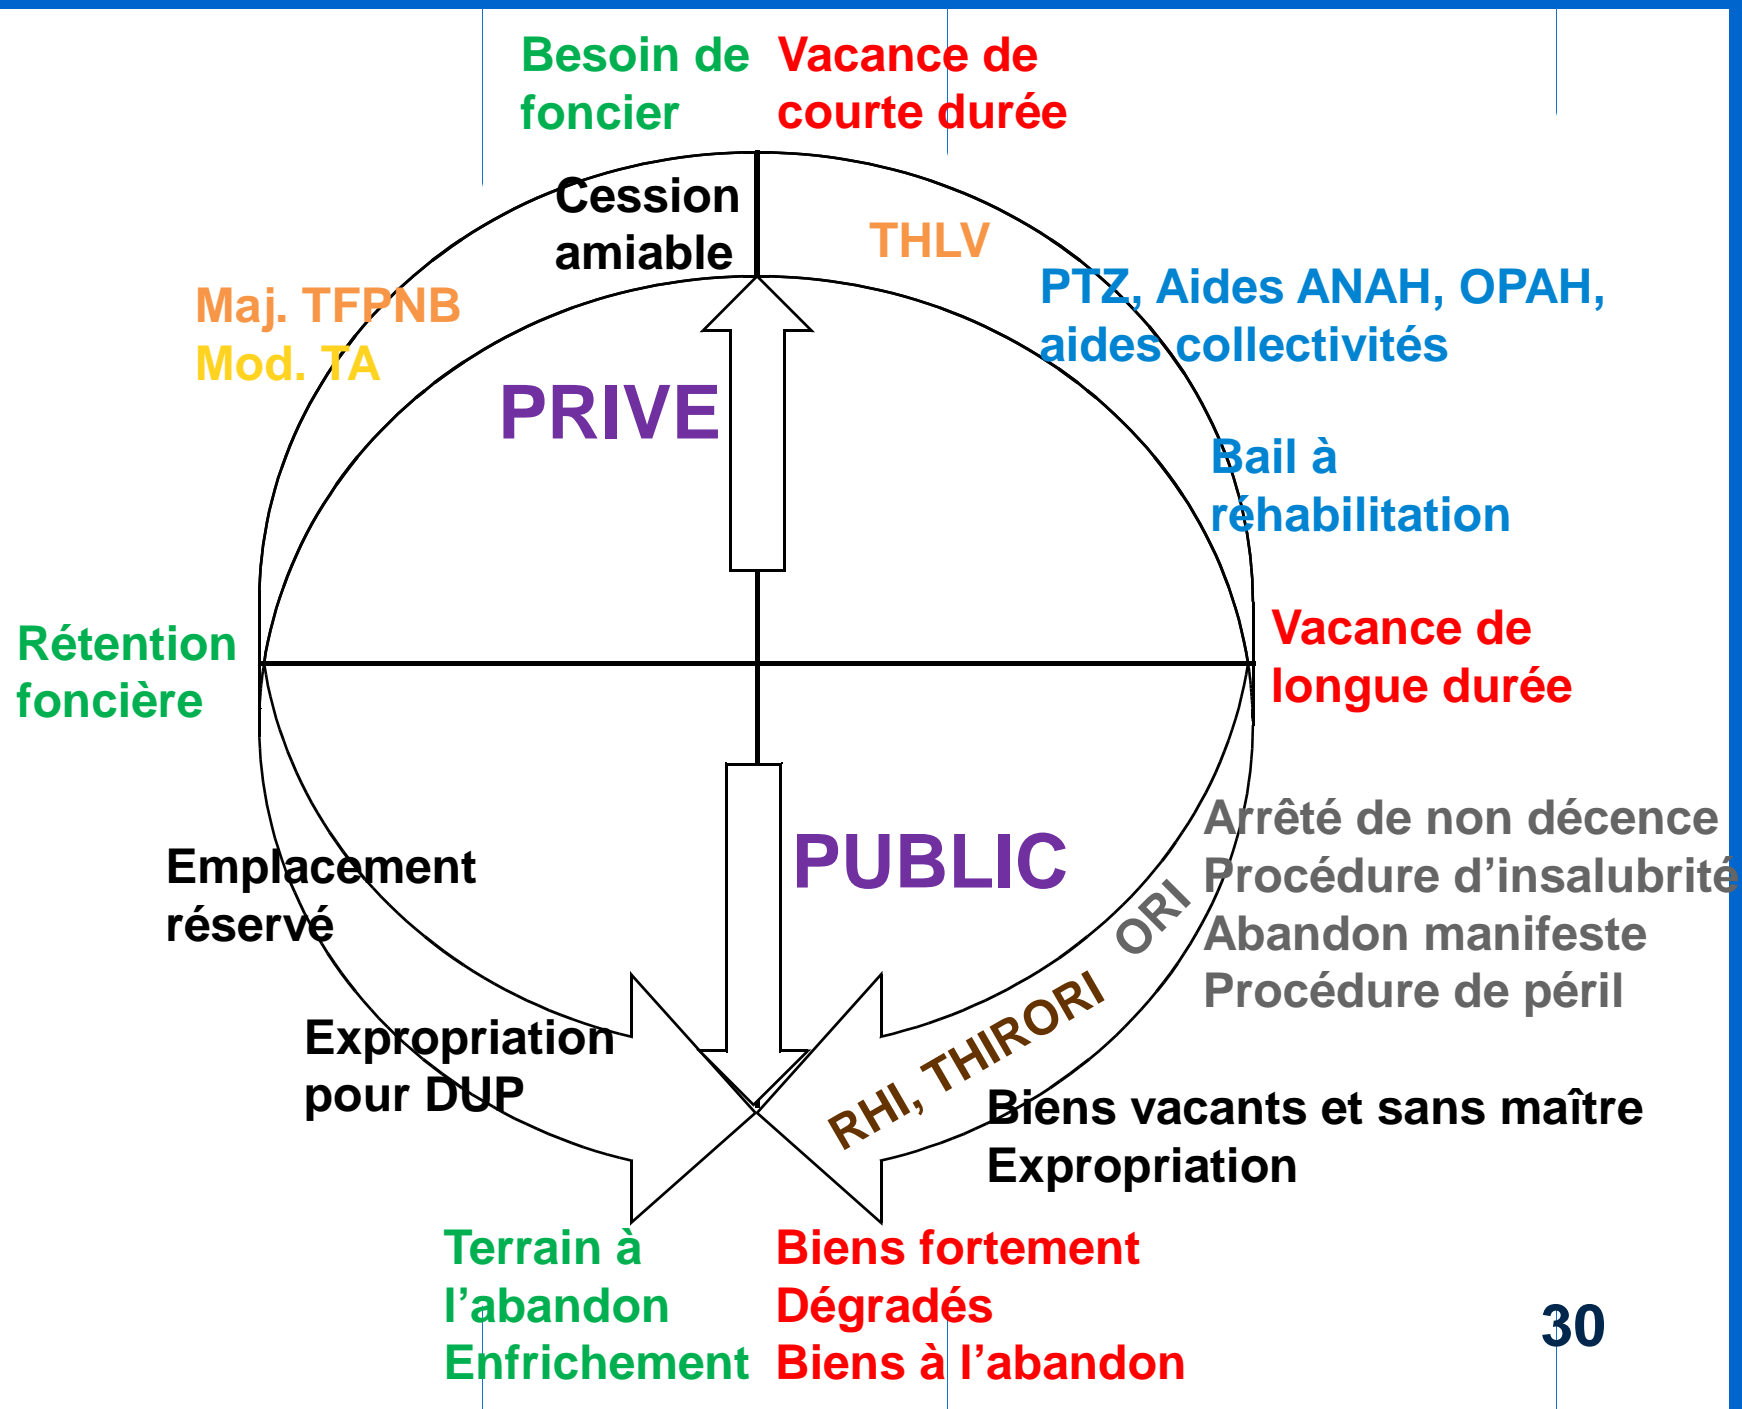 Besoin de
foncier
Vacance de
courte durée
Cession
amiable
THLV
Maj. TFPNB
Mod. TA
PTZ, Aides ANAH, OPAH,
aides collectivités
PRIVE
Bail à
réhabilitation
Rétention
foncière
Vacance de
longue durée
PUBLIC
Arrêté de non décence
Procédure d’insalubrité
Abandon manifeste
Procédure de péril
Emplacement
réservé
ORI
RHI, THIRORI
Expropriation
pour DUP
Biens vacants et sans maître
Expropriation
Terrain à
l’abandon
Enfrichement
Biens fortement
Dégradés
Biens à l’abandon
30